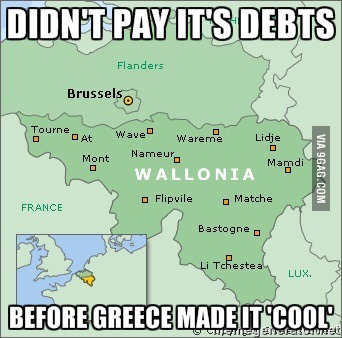 DIDN'T PAY IT'S DEBTS
Flanders
Brussels
Tourne
At
Wave
Wareme
Lidje
Mont
Nameur
Mamdi
WALLONIA
FRANCE
Flipvile
Matche
Bastogne
Li Tchestea
LUX.
VIA 9GAG.COM
BEFORE GREECE MADE IT 'COOL'